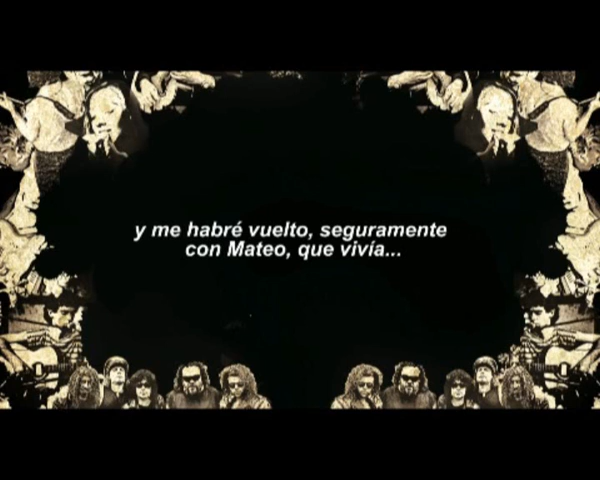 y me habré vuelto, seguramente
con Mateo, que vivía...